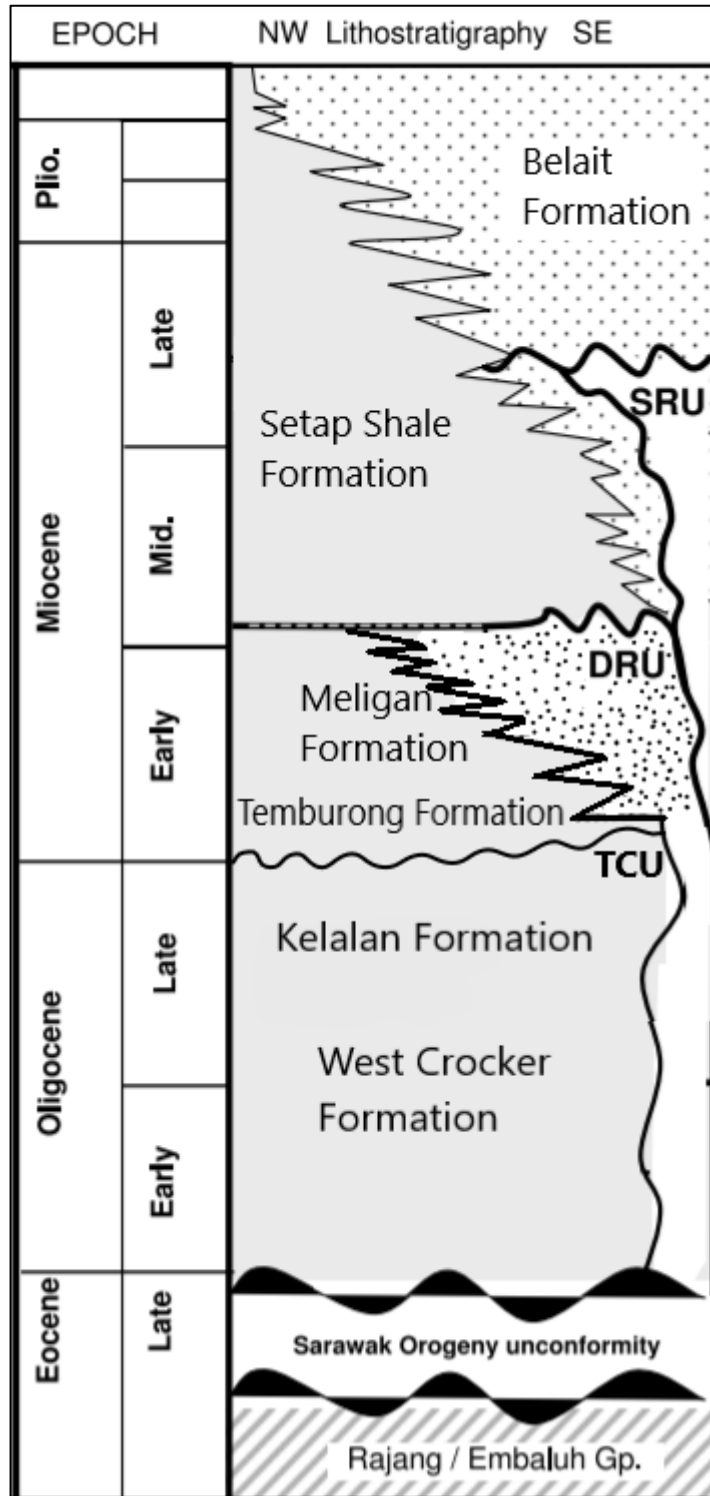 EPOCH
NW Lithostratigraphy SE
Plio.
Miocene
Late
Mid.
Early
Oligocene
Late
Early
Eocene
Late
Belait
Formation
SRU
Setap Shale
Formation
DRU
Meligan
Formation
Temburong Formation
TCU
Kelalan Formation
West Crocker
Formation
Sarawak Orogeny unconformity
Rajang / Embaluh Gp.